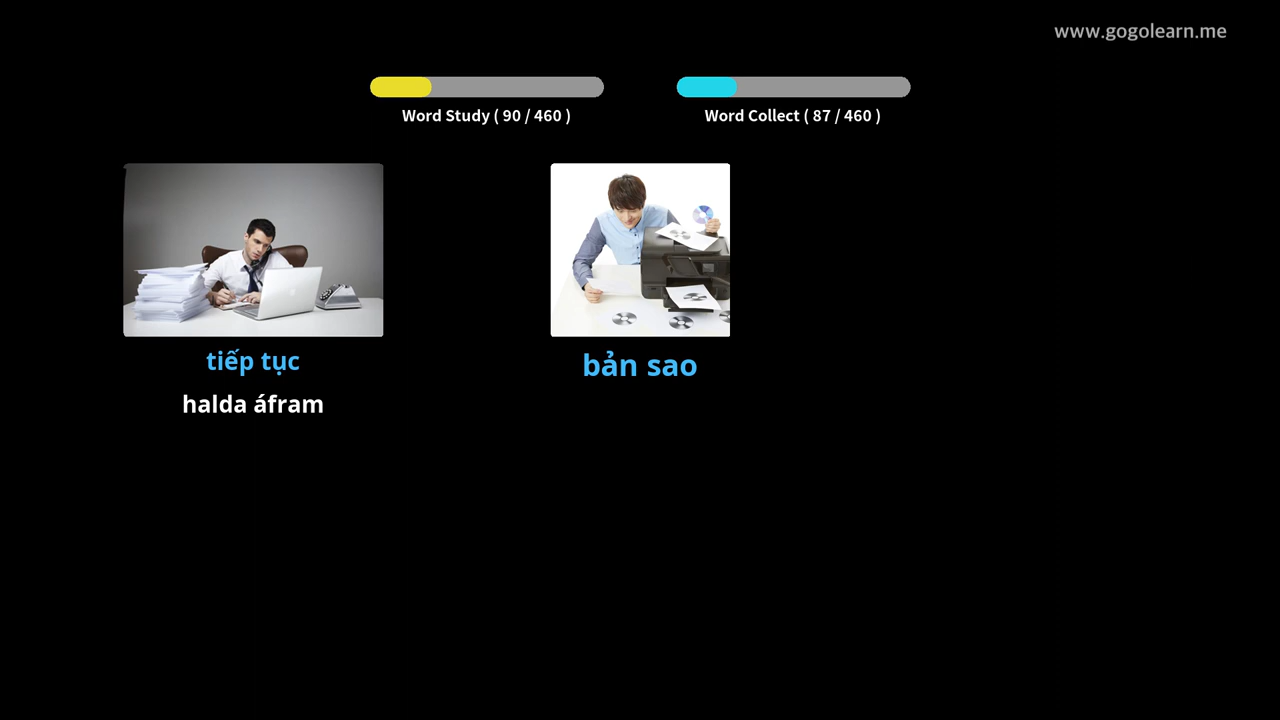 www.gogolearn.me
Word Study ( 90 / 460 )
Word Collect ( 87 / 460 )
tiếp tục
halda áfram
bản sao